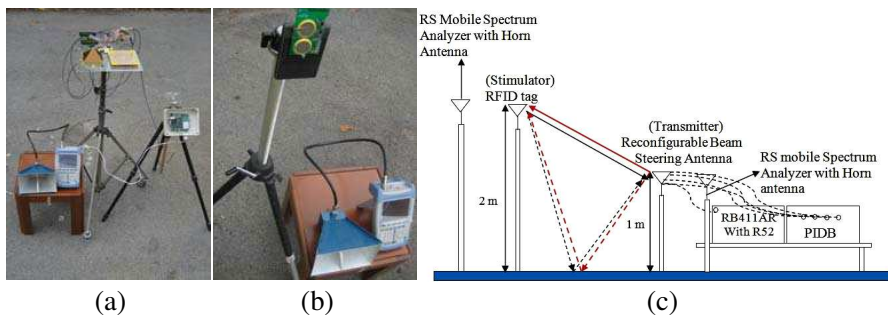 RS Mobile Spectrum
Analyzer with Horn
Antenna
(Stimulator)
RFID tag
(Transmitter)
Reconfigurable Beam
Steering Antenna
RS mobile Spectrum
Analyzer with Horn
antenna
2 m
1 m
RB411AR
With R52
PIDB
(a)
(b)
(c)